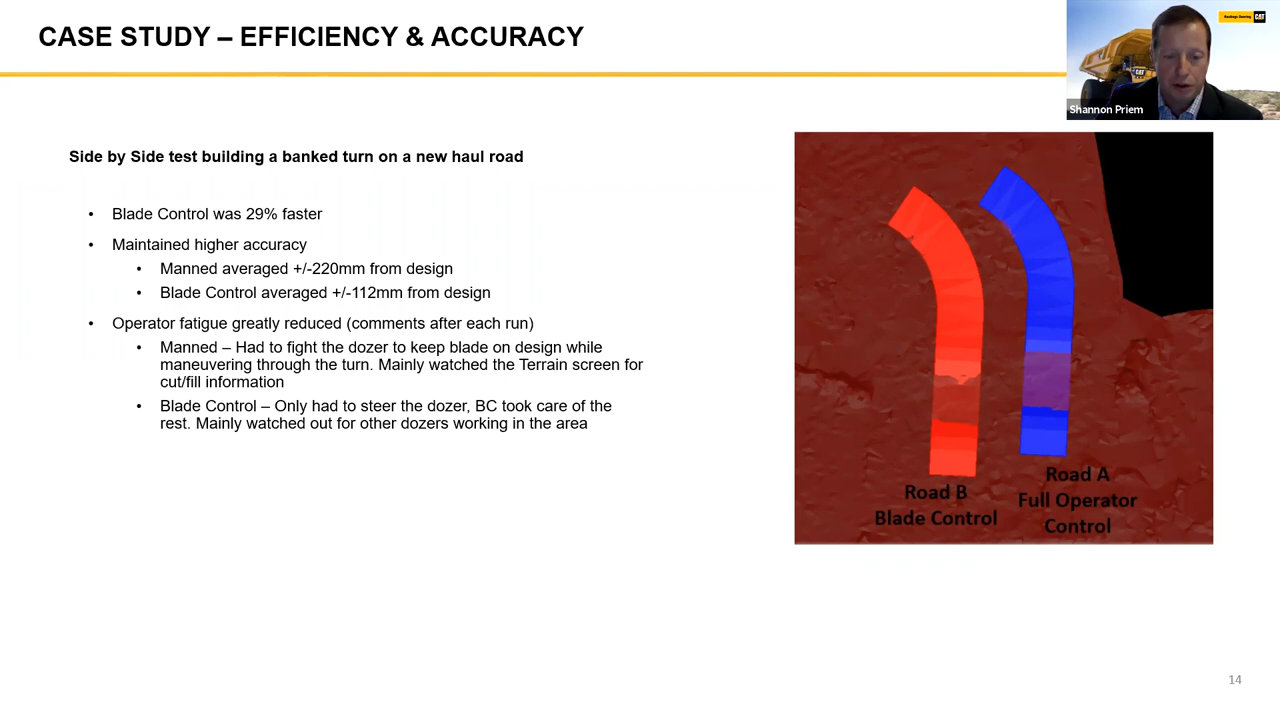 CASE STUDY – EFFICIENCY & ACCURACY
Hastings Deering CAT
CAT
Shannon Priem
Side by Side test building a banked turn on a new haul road
• Blade Control was 29% faster
• Maintained higher accuracy
• Manned averaged +/-220mm from design
• Blade Control averaged +/-112mm from design
• Operator fatigue greatly reduced (comments after each run)
• Manned – Had to fight the dozer to keep blade on design while
maneuvering through the turn. Mainly watched the Terrain screen for
cut/fill information
• Blade Control – Only had to steer the dozer, BC took care of the
rest. Mainly watched out for other dozers working in the area
Road B
Blade Control
Road A
Full Operator
Control
14